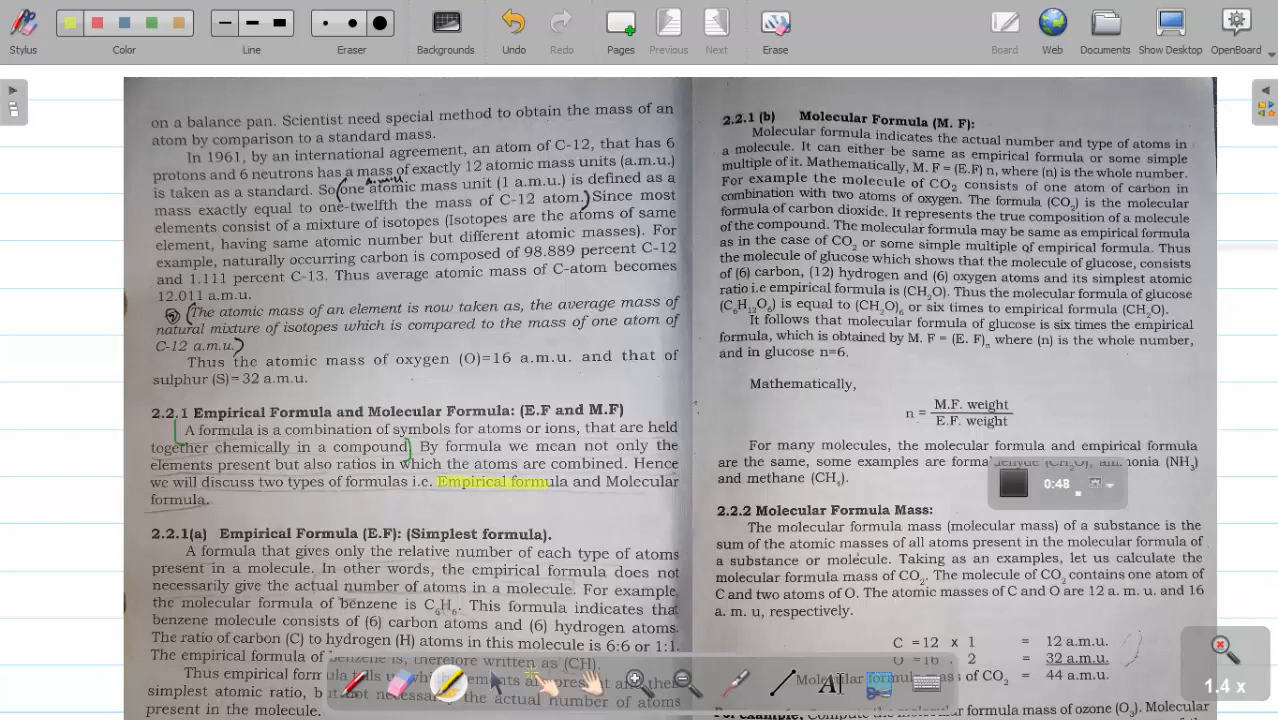 Stylus
Color
Line
Eraser
Backgrounds
Undo
Redo
Pages
Previous
Next
Erase
Board
Web
Documents
Show Desktop
OpenBoard
on a balance pan. Scientist need special method to obtain the mass of an
atom by comparison to a standard mass.
In 1961, by an international agreement, an atom of C-12, that has 6
protons and 6 neutrons has a mass of exactly 12 atomic mass units (a.m.u.)
is taken as a standard. So one atomic mass unit (1 a.m.u.) is defined as a
mass exactly equal to one-twelfth the mass of C-12 atom. Since most
elements consist of a mixture of isotopes (Isotopes are the atoms of same
element, having same atomic number but different atomic masses). For
example, naturally occurring carbon is composed of 98.889 percent C-12
and 1.111 percent C-13. Thus average atomic mass of C-atom becomes
12.011 a.m.u.
The atomic mass of an element is now taken as, the average mass of
natural mixture of isotopes which is compared to the mass of one atom of
C-12 a.m.u.
Thus the atomic mass of oxygen (O)=16 a.m.u. and that of
sulphur (S)=32 a.m.u.
2.2.1 Empirical Formula and Molecular Formula: (E.F and M.F)
A formula is a combination of symbols for atoms or ions, that are held
together chemically in a compound. By formula we mean not only the
elements present but also ratios in which the atoms are combined. Hence
we will discuss two types of formulas i.e. Empirical formula and Molecular
formula.
2.2.1(a) Empirical Formula (E.F): (Simplest formula).
A formula that gives only the relative number of each type of atoms
present in a molecule. In other words, the empirical formula does not
necessarily give the actual number of atoms in a molecule. For example,
the molecular formula of benzene is C₆H₆. This formula indicates that
benzene molecule consists of (6) carbon atoms and (6) hydrogen atoms.
The ratio of carbon (C) to hydrogen (H) atoms in this molecule is 6:6 or 1:1.
The empirical formula of benzene is, therefore written as (CH).
Thus empirical
simplest atomic ratio, the actual number of atoms
present in the molecule.
2.2.1 (b) Molecular Formula (M. F):
Molecular formula indicates the actual number and type of atoms in
a molecule. It can either be same as empirical formula or some simple
multiple of it. Mathematically, M. F = (E.F) n, where (n) is the whole number.
For example the molecule of CO₂ consists of one atom of carbon in
combination with two atoms of oxygen. The formula (CO₂) is the molecular
formula of carbon dioxide. It represents the true composition of a molecule
of the compound. The molecular formula may be same as empirical formula
as in the case of CO₂ or some simple multiple of empirical formula. Thus
the molecule of glucose which shows that the molecule of glucose, consists
of (6) carbon, (12) hydrogen and (6) oxygen atoms and its simplest atomic
ratio i.e empirical formula is (CH₂O). Thus the molecular formula of glucose
(C₆H₁₂O₆) is equal to (CH₂O)₆ or six times to empirical formula (CH₂O).
It follows that molecular formula of glucose is six times the empirical
formula, which is obtained by M. F = (E. F)ₙ where (n) is the whole number,
and in glucose n=6.
Mathematically,
n = M.F. weight
E.F. weight
For many molecules, the molecular formula and empirical formula
are the same, some examples are (NH₃)
and methane (CH₄).
0:48
2.2.2 Molecular Formula Mass:
The molecular formula mass (molecular mass) of a substance is the
sum of the atomic masses of all atoms present in the molecular formula of
a substance or molecule. Taking as an examples, let us calculate the
molecular formula mass of CO₂. The molecule of CO₂ contains one atom of
C and two atoms of O. The atomic masses of C and O are 12 a. m. u. and 16
a. m. u, respectively.
C = 12 x 1 = 12 a.m.u.
2 = 32 a.m.u.
of CO₂ = 44 a.m.u.
formula mass of ozone (O₃). Molecular
1.4 x